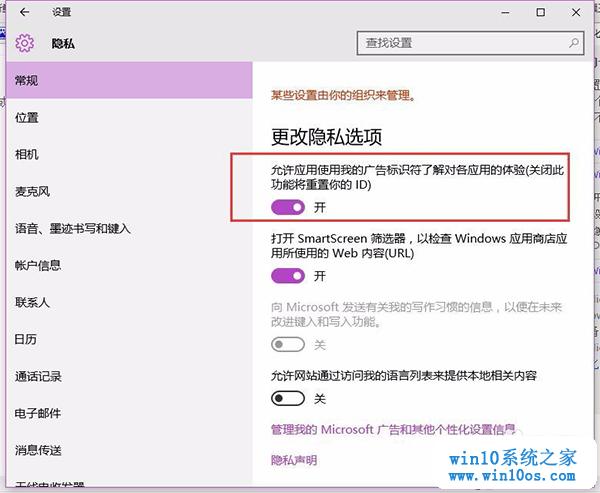 设置
隐私
查找设置
常规
位置
相机
麦克风
语音、墨迹书写和键入
帐户信息
联系人
日历
通话记录
电子邮件
消息传送
无线电收发器
某些设置由你的组织来管理。
更改隐私选项
允许应用使用我的广告标识符了解对各应用的体验(关闭此
功能将重置你的 ID)
开
打开 SmartScreen 筛选器，以检查 Windows 应用商店应
用所使用的 Web 内容(URL)
开
向 Microsoft 发送有关我的写作习惯的信息，以便在未来
改进键入和写入功能。
关
允许网站通过访问我的语言列表来提供本地相关内容
关
管理我的 Microsoft 广告和其他个性化设置信息
隐私声明
win10系统之家
www.win10os.com